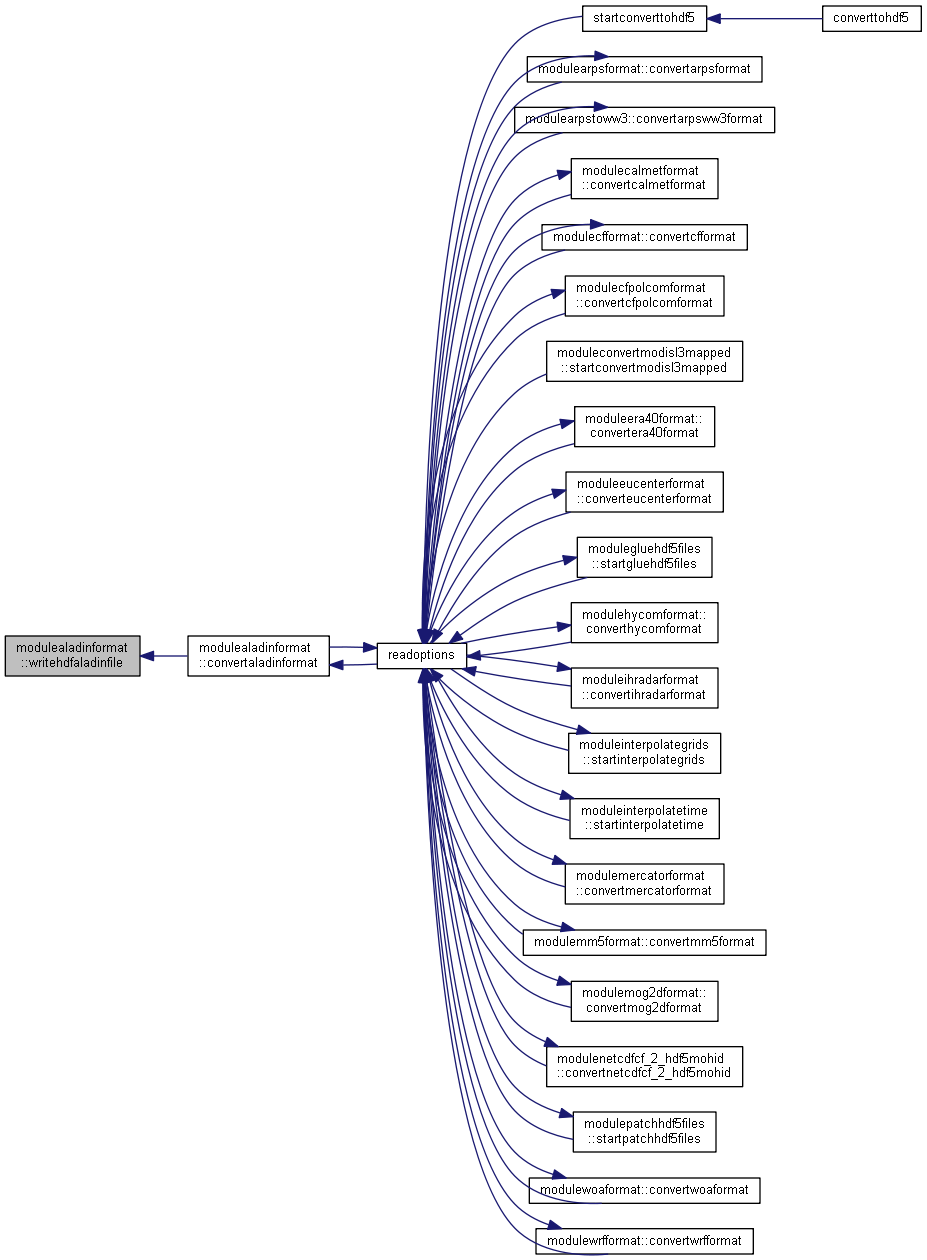 startconverttohdf5
converttohdf5
modulearpsformat::convertarpsformat
modulearpstoww3::convertarpsww3format
modulecalmetformat
::convertcalmetformat
modulecfformat::convertcfformat
modulecfpolcomformat
::convertcfpolcomformat
moduleconvertmodisl3mapped
::startconvertmodisl3mapped
moduleera40format::
convertera40format
moduleeucenterformat
::converteucenterformat
modulegluehdf5files
::startgluehdf5files
modulehycomformat::
converthycomformat
modulealadinformat
::writehdfaladinfile
modulealadinformat
::convertaladinformat
readoptions
moduleihradarformat
::convertihradarformat
moduleinterpolategrids
::startinterpolategrids
moduleinterpolatetime
::startinterpolatetime
modulemercatorformat
::convertmercatorformat
modulemm5format::convertmm5format
modulemog2dformat::
convertmog2dformat
modulenetcdfcf_2_hdf5mohid
::convertnetcdfcf_2_hdf5mohid
modulepatchhdf5files
::startpatchhdf5files
modulewoaformat::convertwoaformat
modulewrfformat::convertwrfformat